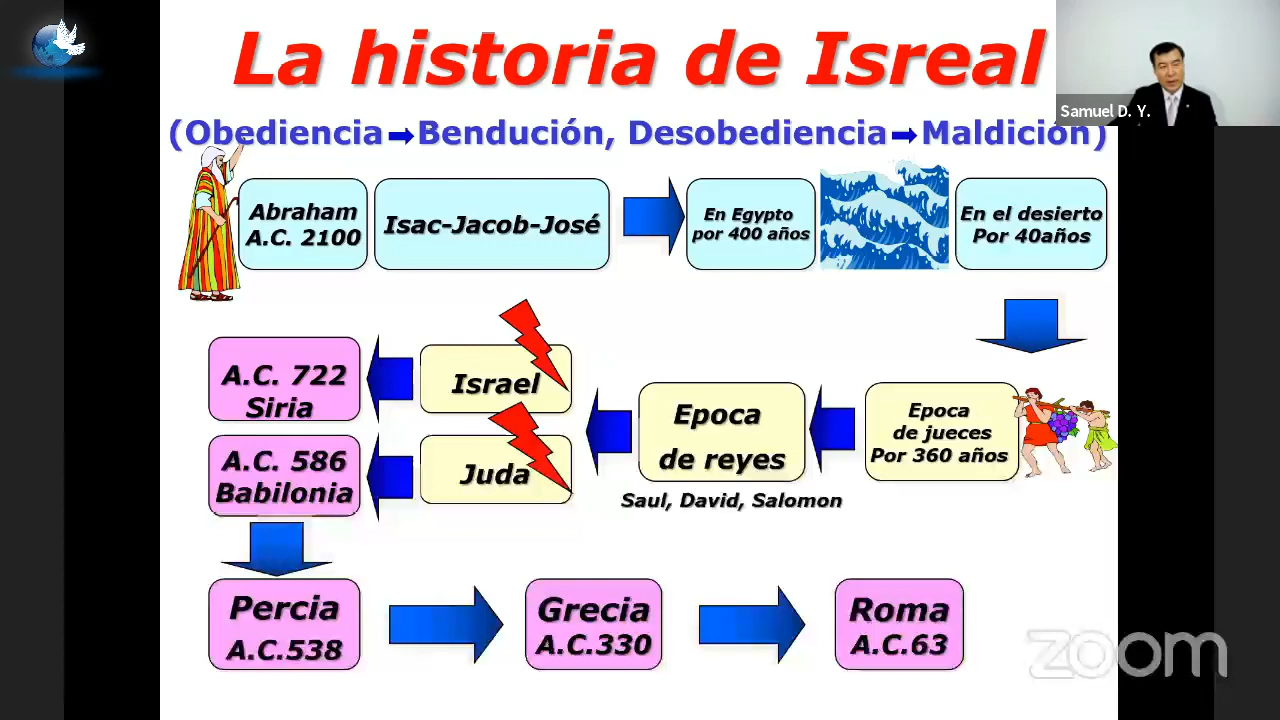 La historia de Isreal
Samuel D. Y.
(Obediencia➡Benducíón, Desobediencia➡Maldición)
Abraham
A.C. 2100
Isac-Jacob-José
En Egypto
por 400 años
En el desierto
Por 40años
A.C. 722
Siria
Israel
Epoca
de reyes
Epoca
de jueces
Por 360 años
A.C. 586
Babilonia
Juda
Saul, David, Salomon
Percia
A.C.538
Grecia
A.C.330
Roma
A.C.63
zoom